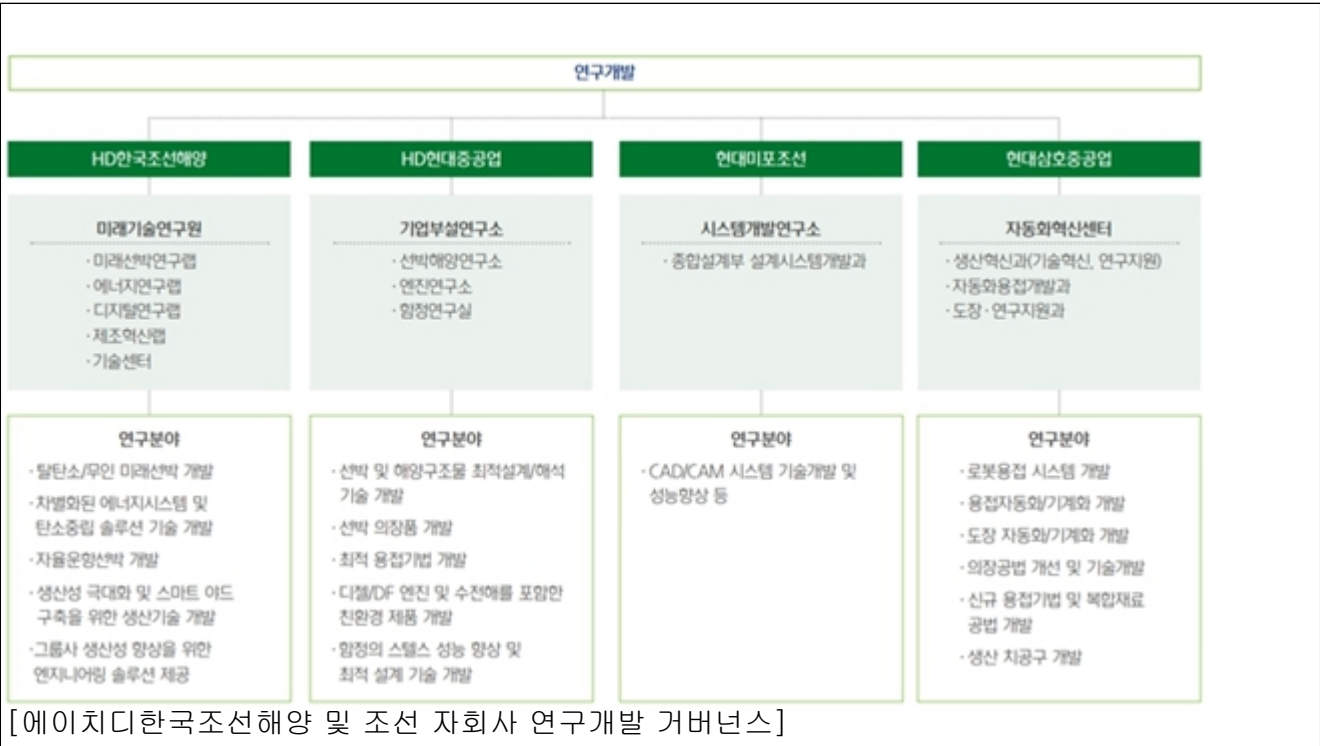 연구개발
HD한국조선해양
미래기술연구원
·미래선박연구랩
·에너지연구랩
·디지털연구랩
·제조혁신랩
·기술센터
연구분야
·탈탄소/무인 미래선박 개발
·차별화된 에너지시스템 및
탄소중립 솔루션 기술 개발
·자율운항선박 개발
·생산성 극대화 및 스마트 야드
구축을 위한 생산기술 개발
·그룹사 생산성 향상을 위한
엔지니어링 솔루션 제공
HD현대중공업
기업부설연구소
·선박해양연구소
·엔진연구소
·함정연구실
연구분야
·선박 및 해양구조물 최적설계/해석
기술 개발
·선박 의장품 개발
·최적 용접기법 개발
·디젤/DF 엔진 및 수전해를 포함한
친환경 제품 개발
·함정의 스텔스 성능 향상 및
최적 설계 기술 개발
현대미포조선
시스템개발연구소
·종합설계부 설계시스템개발과
연구분야
·CAD/CAM 시스템 기술개발 및
성능향상 등
현대삼호중공업
자동화혁신센터
·생산혁신과(기술혁신, 연구지원)
·자동화용접개발과
·도장·연구지원과
연구분야
·로봇용접 시스템 개발
·용접자동화/기계화 개발
·도장 자동화/기계화 개발
·의장공법 개선 및 기술개발
·신규 용접기법 및 복합재료
공법 개발
·생산 치공구 개발
[에이치디한국조선해양 및 조선 자회사 연구개발 거버넌스]